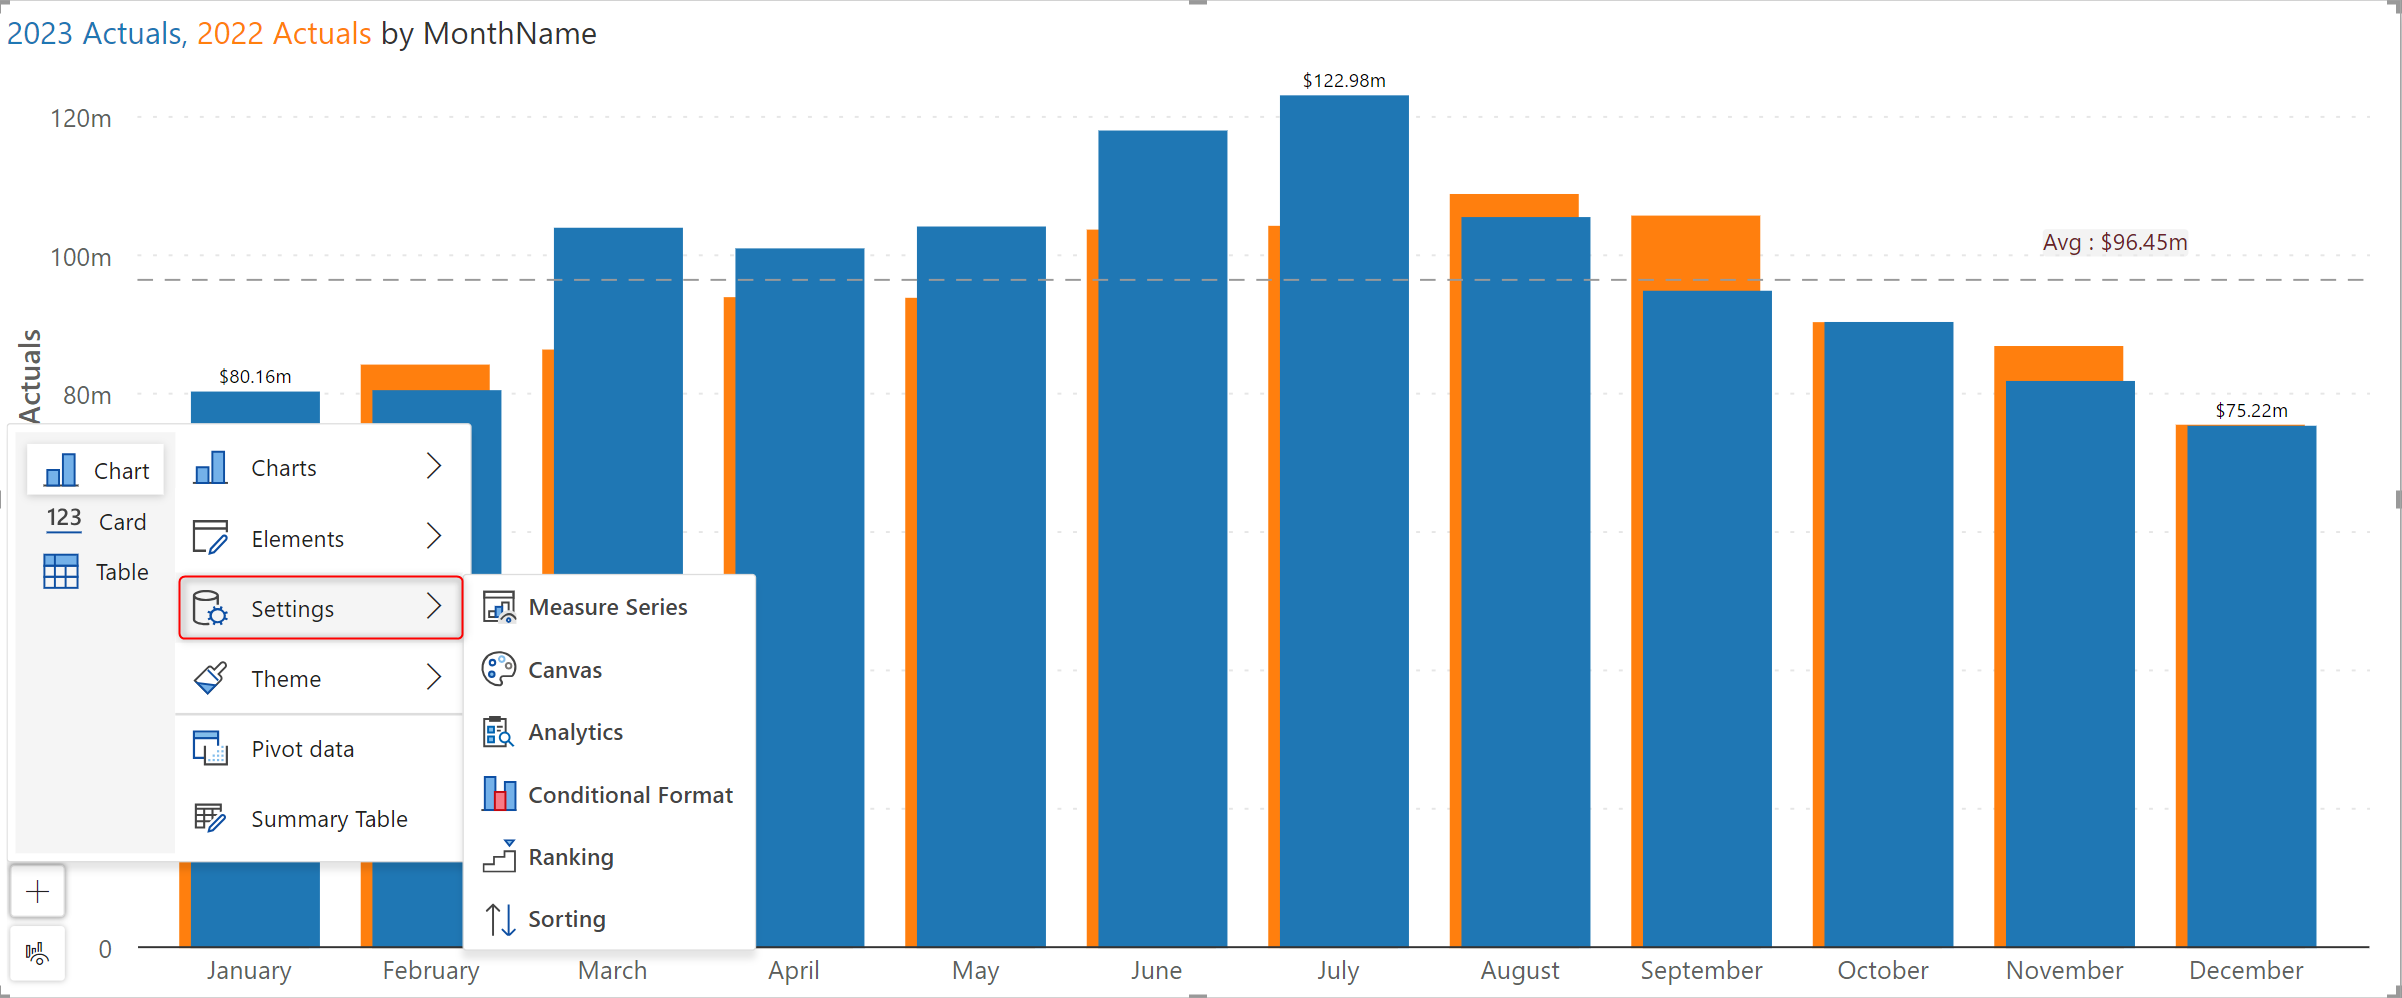 2023 Actuals, 2022 Actuals by MonthName
$122.98m
120m
100m
Avg : $96.45m
Actuals
80m
$80.16m
$75.22m
Chart
123 Card
Table
Charts
Elements
Settings
Theme
Pivot data
Summary Table
Measure Series
Canvas
Analytics
Conditional Format
Ranking
Sorting
0
January February March April May June July August September October November December